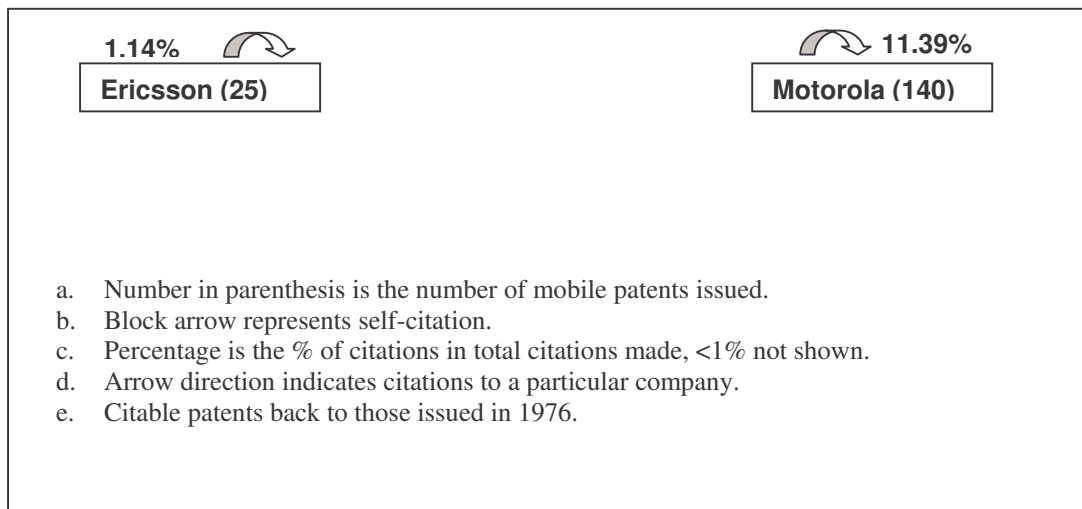 1.14%
11.39%
Ericsson (25)
Motorola (140)
a. Number in parenthesis is the number of mobile patents issued.
b. Block arrow represents self-citation.
c. Percentage is the % of citations in total citations made, <1% not shown.
d. Arrow direction indicates citations to a particular company.
e. Citable patents back to those issued in 1976.